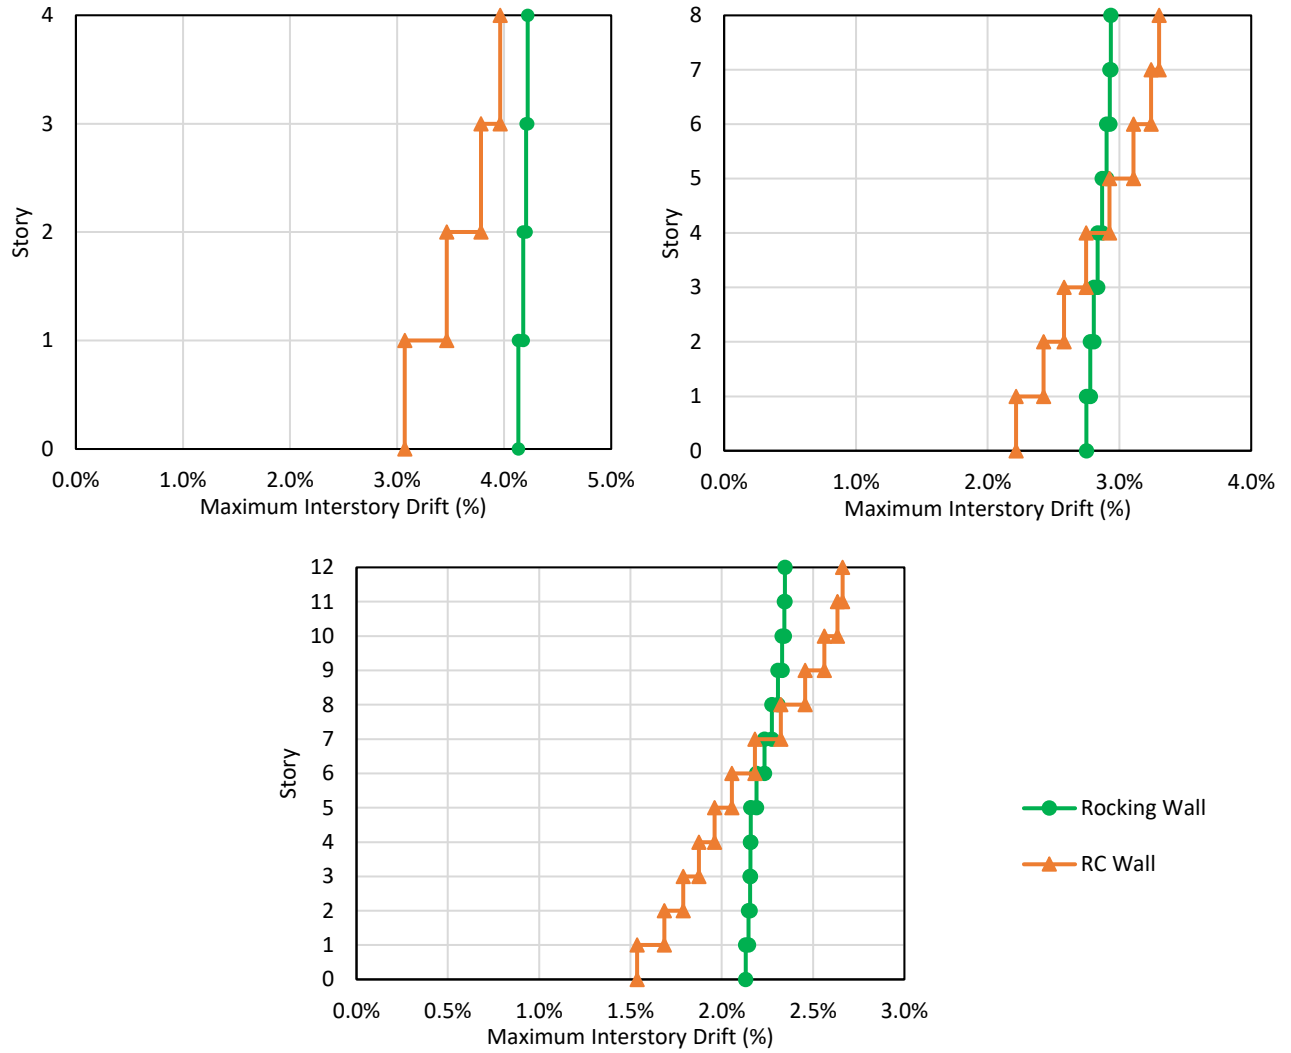 4
3
2
1
0
Story
0.0% 1.0% 2.0% 3.0% 4.0% 5.0%
Maximum Interstory Drift (%)
8
7
6
5
4
3
2
1
0
Story
0.0% 1.0% 2.0% 3.0% 4.0%
Maximum Interstory Drift (%)
12
11
10
9
8
7
6
5
4
3
2
1
0
Story
0.0% 0.5% 1.0% 1.5% 2.0% 2.5% 3.0%
Maximum Interstory Drift (%)
Rocking Wall
RC Wall